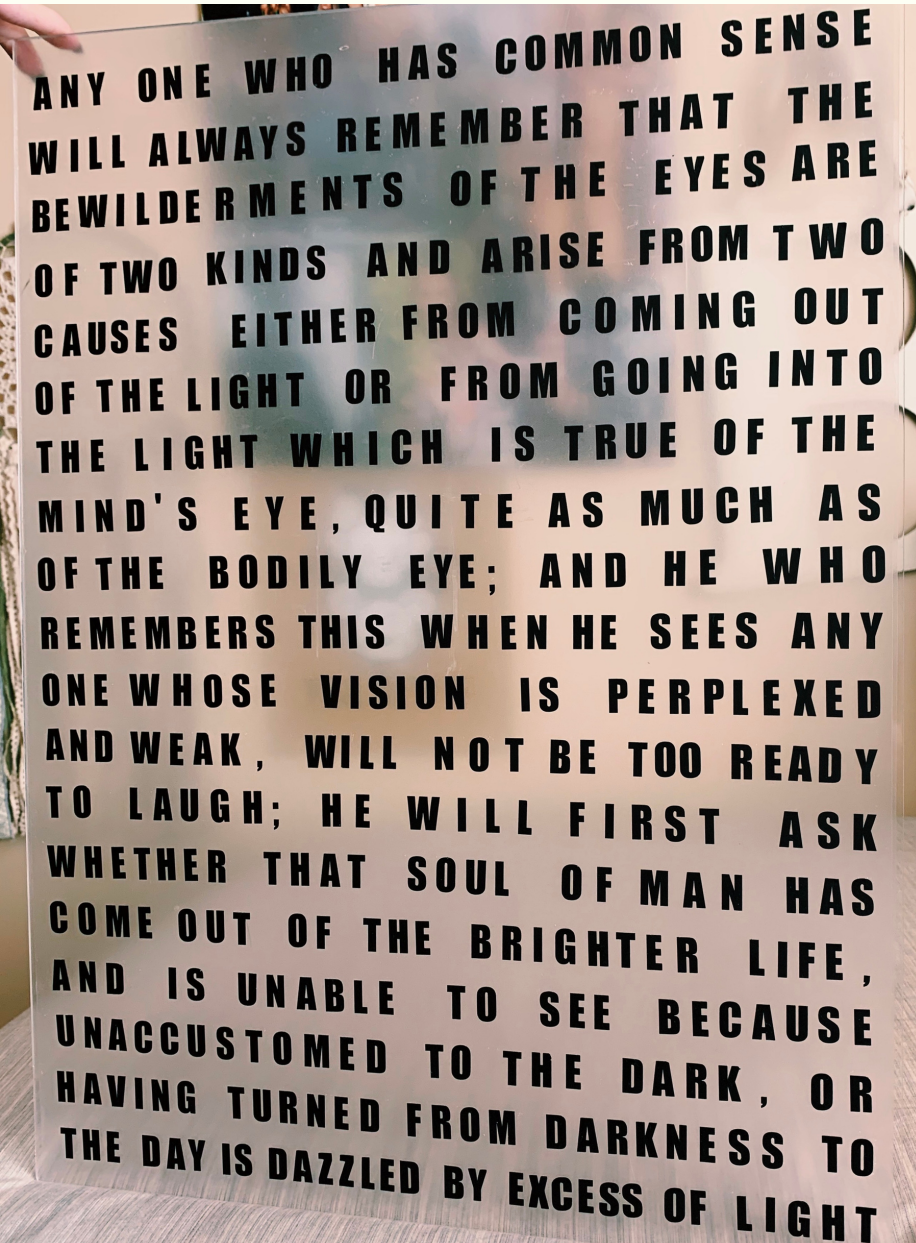 ANY ONE WHO HAS COMMON SENSE
WILL ALWAYS REMEMBER THAT THE
BEWILDERMENTS OF THE EYES ARE
OF TWO KINDS AND ARISE FROM TWO
CAUSES EITHER FROM COMING OUT
OF THE LIGHT OR FROM GOING INTO
THE LIGHT WHICH IS TRUE OF THE
MIND'S EYE, QUITE AS MUCH AS
OF THE BODILY EYE; AND HE WHO
REMEMBERS THIS WHEN HE SEES ANY
ONE WHOSE VISION IS PERPLEXED
AND WEAK, WILL NOT BE TOO READY
TO LAUGH; HE WILL FIRST ASK
WHETHER THAT SOUL OF MAN HAS
COME OUT OF THE BRIGHTER LIFE,
AND IS UNABLE TO SEE BECAUSE
UNACCUSTOMED TO THE DARK, OR
HAVING TURNED FROM DARKNESS TO
THE DAY IS DAZZLED BY EXCESS OF LIGHT